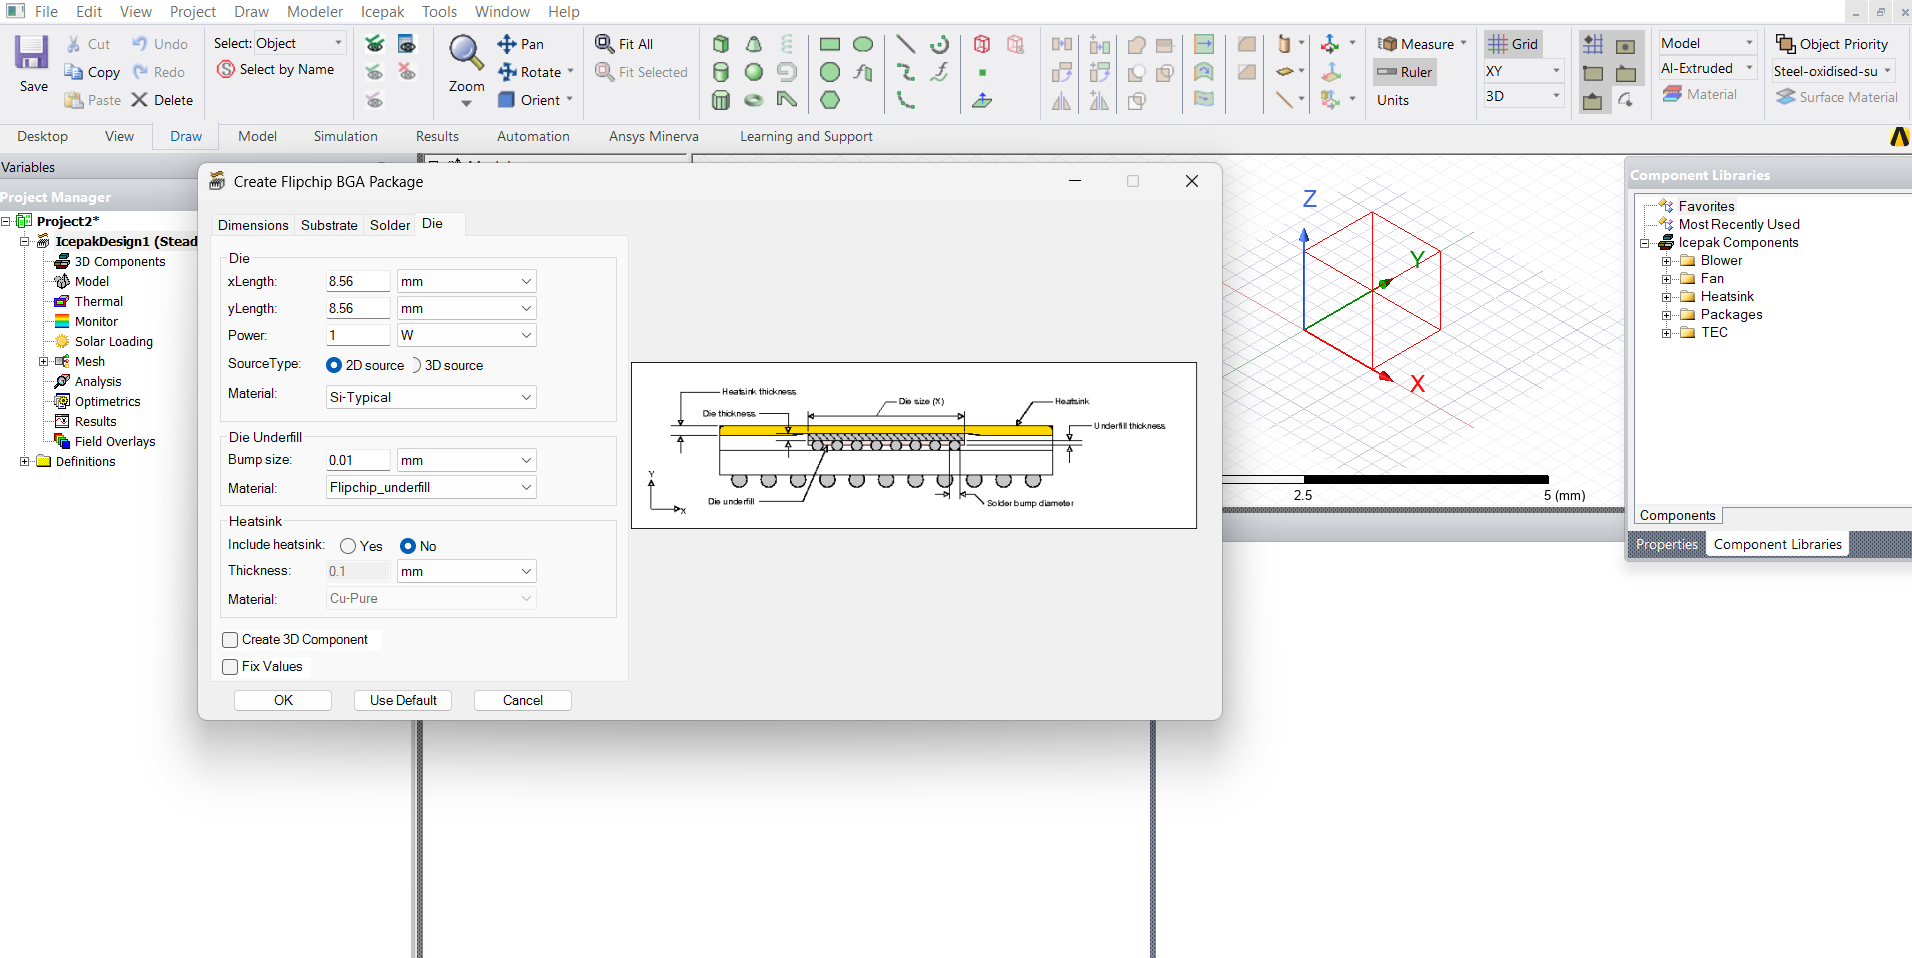 File Edit View Project Draw Modeler Icepak Tools Window Help
Save
Cut
Copy
Paste
Undo
Redo
Delete
Select: Object
Select by Name
Zoom
Pan
Rotate
Orient
Fit All
Fit Selected
Measure
Ruler
Units
Grid
XY
3D
Model
Al-Extruded
Material
Object Priority
Steel-oxidised-su
Surface Material
Desktop View Draw Model Simulation Results Automation Ansys Minerva Learning and Support
Variables
Project Manager
Project2*
IcepakDesign1 (Stead
3D Components
Model
Thermal
Monitor
Solar Loading
Mesh
Analysis
Optimetrics
Results
Field Overlays
Definitions
Create Flipchip BGA Package
Dimensions Substrate Solder Die
Die
xLength: 8.56 mm
yLength: 8.56 mm
Power: 1 W
SourceType: 2D source 3D source
Material: Si-Typical
Die Underfill
Bump size: 0.01 mm
Material: Flipchip_underfill
Heatsink
Include heatsink: Yes No
Thickness: 0.1 mm
Material: Cu-Pure
Create 3D Component
Fix Values
OK Use Default Cancel
Heatsink thickness
Die thickness
Die size (X)
Heatsink
Underfill thickness
Y
X
Die underfill
Solder bump diameter
Z
Y
X
2.5 5 (mm)
Component Libraries
Favorites
Most Recently Used
Icepak Components
Blower
Fan
Heatsink
Packages
TEC
Components
Properties Component Libraries